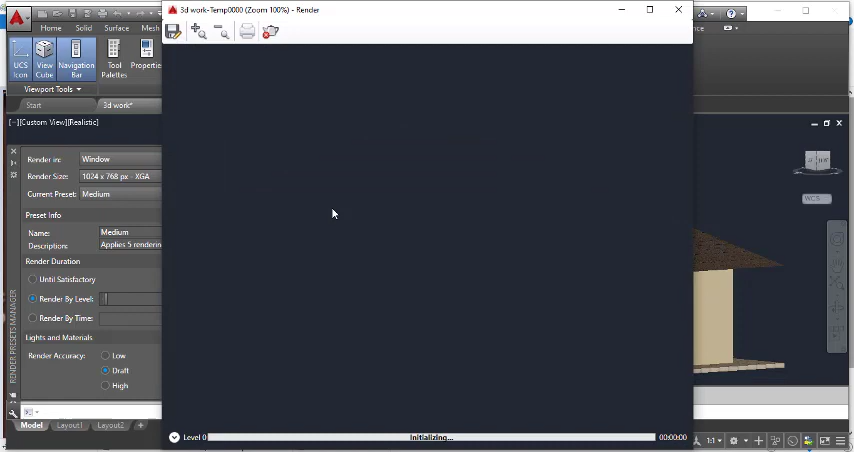 3d work-Temp0000 (Zoom 100%) - Render
Home Solid Surface Mesh
UCS Icon
View Cube
Navigation Bar
Tool Palettes
Properties
Viewport Tools
Start
3d work*
[−][Custom View][Realistic]
Render in: Window
Render Size: 1024 x 768 px - XGA
Current Preset: Medium
Preset Info
Name: Medium
Description: Applies 5 renderin
Render Duration
Until Satisfactory
Render By Level:
Render By Time:
Lights and Materials
Render Accuracy: Low
Draft
High
RENDER PRESETS MANAGER
WCS
Level 0 Initializing... 00:00:00
Model Layout1 Layout2 +
1:1